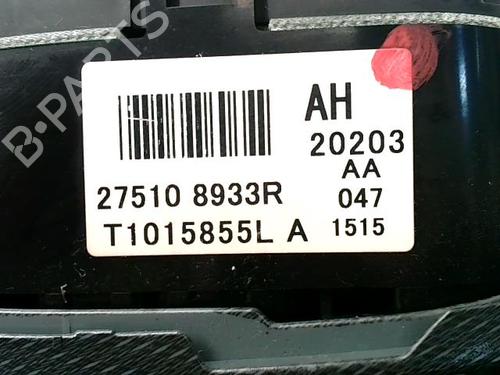 B-PARTS
AH
20203
AA
27510 8933R 047
T1015855L A 1515